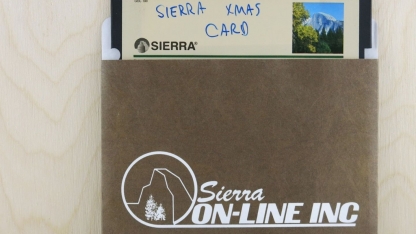 SIERRA XMAS
CARD
SIERRA®
Sierra
ON-LINE INC